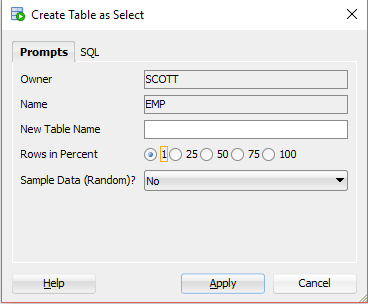 Create Table as Select
Prompts SQL
Owner SCOTT
Name EMP
New Table Name
Rows in Percent 1 25 50 75 100
Sample Data (Random)? No
Help Apply Cancel